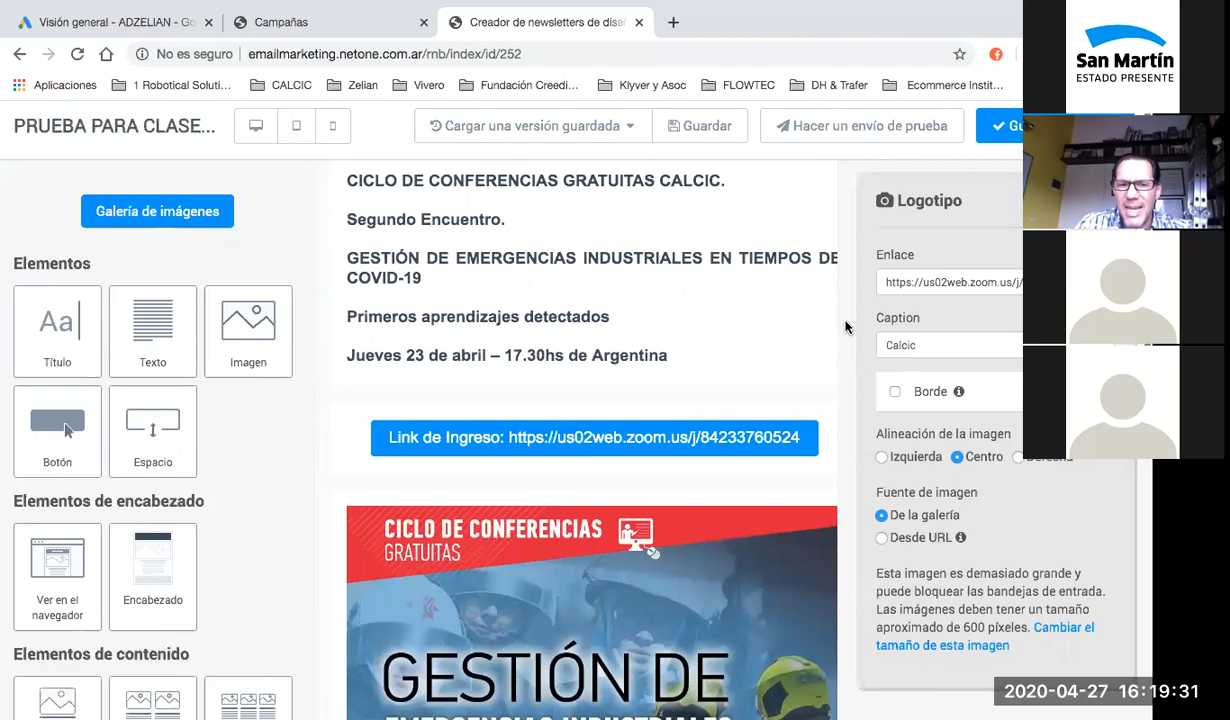 Visión general - ADZELIAN - Go
Campañas
Creador de newsletters de dise
No es seguro
emailmarketing.netone.com.ar/rnb/index/id/252
Aplicaciones
1 Robotical Soluti...
CALCIC
Zelian
Vivero
Fundación Creedi...
Klyver y Asoc
FLOWTEC
DH & Trafer
Ecommerce Institu...
San Martín
ESTADO PRESENTE
PRUEBA PARA CLASE...
Cargar una versión guardada
Guardar
Hacer un envío de prueba
Galería de imágenes
Elementos
Aa
Título
Texto
Imagen
Botón
Espacio
Elementos de encabezado
Ver en el
navegador
Encabezado
Elementos de contenido
CICLO DE CONFERENCIAS GRATUITAS CALCIC.
Segundo Encuentro.
GESTIÓN DE EMERGENCIAS INDUSTRIALES EN TIEMPOS DE
COVID-19
Primeros aprendizajes detectados
Jueves 23 de abril – 17.30hs de Argentina
Link de Ingreso: https://us02web.zoom.us/j/84233760524
CICLO DE CONFERENCIAS
GRATUITAS
GESTIÓN DE
EMERGENCIAS INDUSTRIALES
Logotipo
Enlace
https://us02web.zoom.us/j/
Caption
Calcic
Borde
Alineación de la imagen
Izquierda
Centro
Derecha
Fuente de imagen
De la galería
Desde URL
Esta imagen es demasiado grande y
puede bloquear las bandejas de entrada.
Las imágenes deben tener un tamaño
aproximado de 600 píxeles. Cambiar el
tamaño de esta imagen
2020-04-27 16:19:31